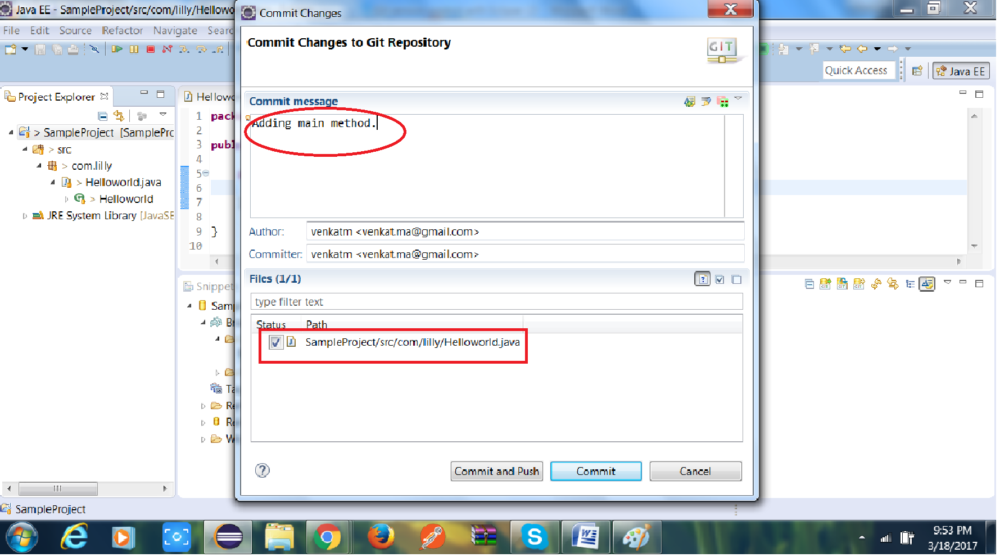 Java EE - SampleProject/src/com/lilly/Hellowo
Commit Changes
File Edit Source Refactor Navigate Searc
Commit Changes to Git Repository
GIT
Quick Access
Java EE
Project Explorer
Hellowo
Commit message
Adding main method.
> SampleProject [SamplePro
> src
> com.lilly
> Helloworld.java
> Helloworld
JRE System Library [JavaSE
1 pack
2
3 publ
4
5
6
7
8
9 }
10
Author: venkatm <venkat.ma@gmail.com>
Committer: venkatm <venkat.ma@gmail.com>
Files (1/1)
type filter text
Status Path
SampleProject/src/com/lilly/Helloworld.java
Snippet
Sam
Br
Ta
Re
Re
W
Commit and Push
Commit
Cancel
SampleProject
9:53 PM
3/18/2017